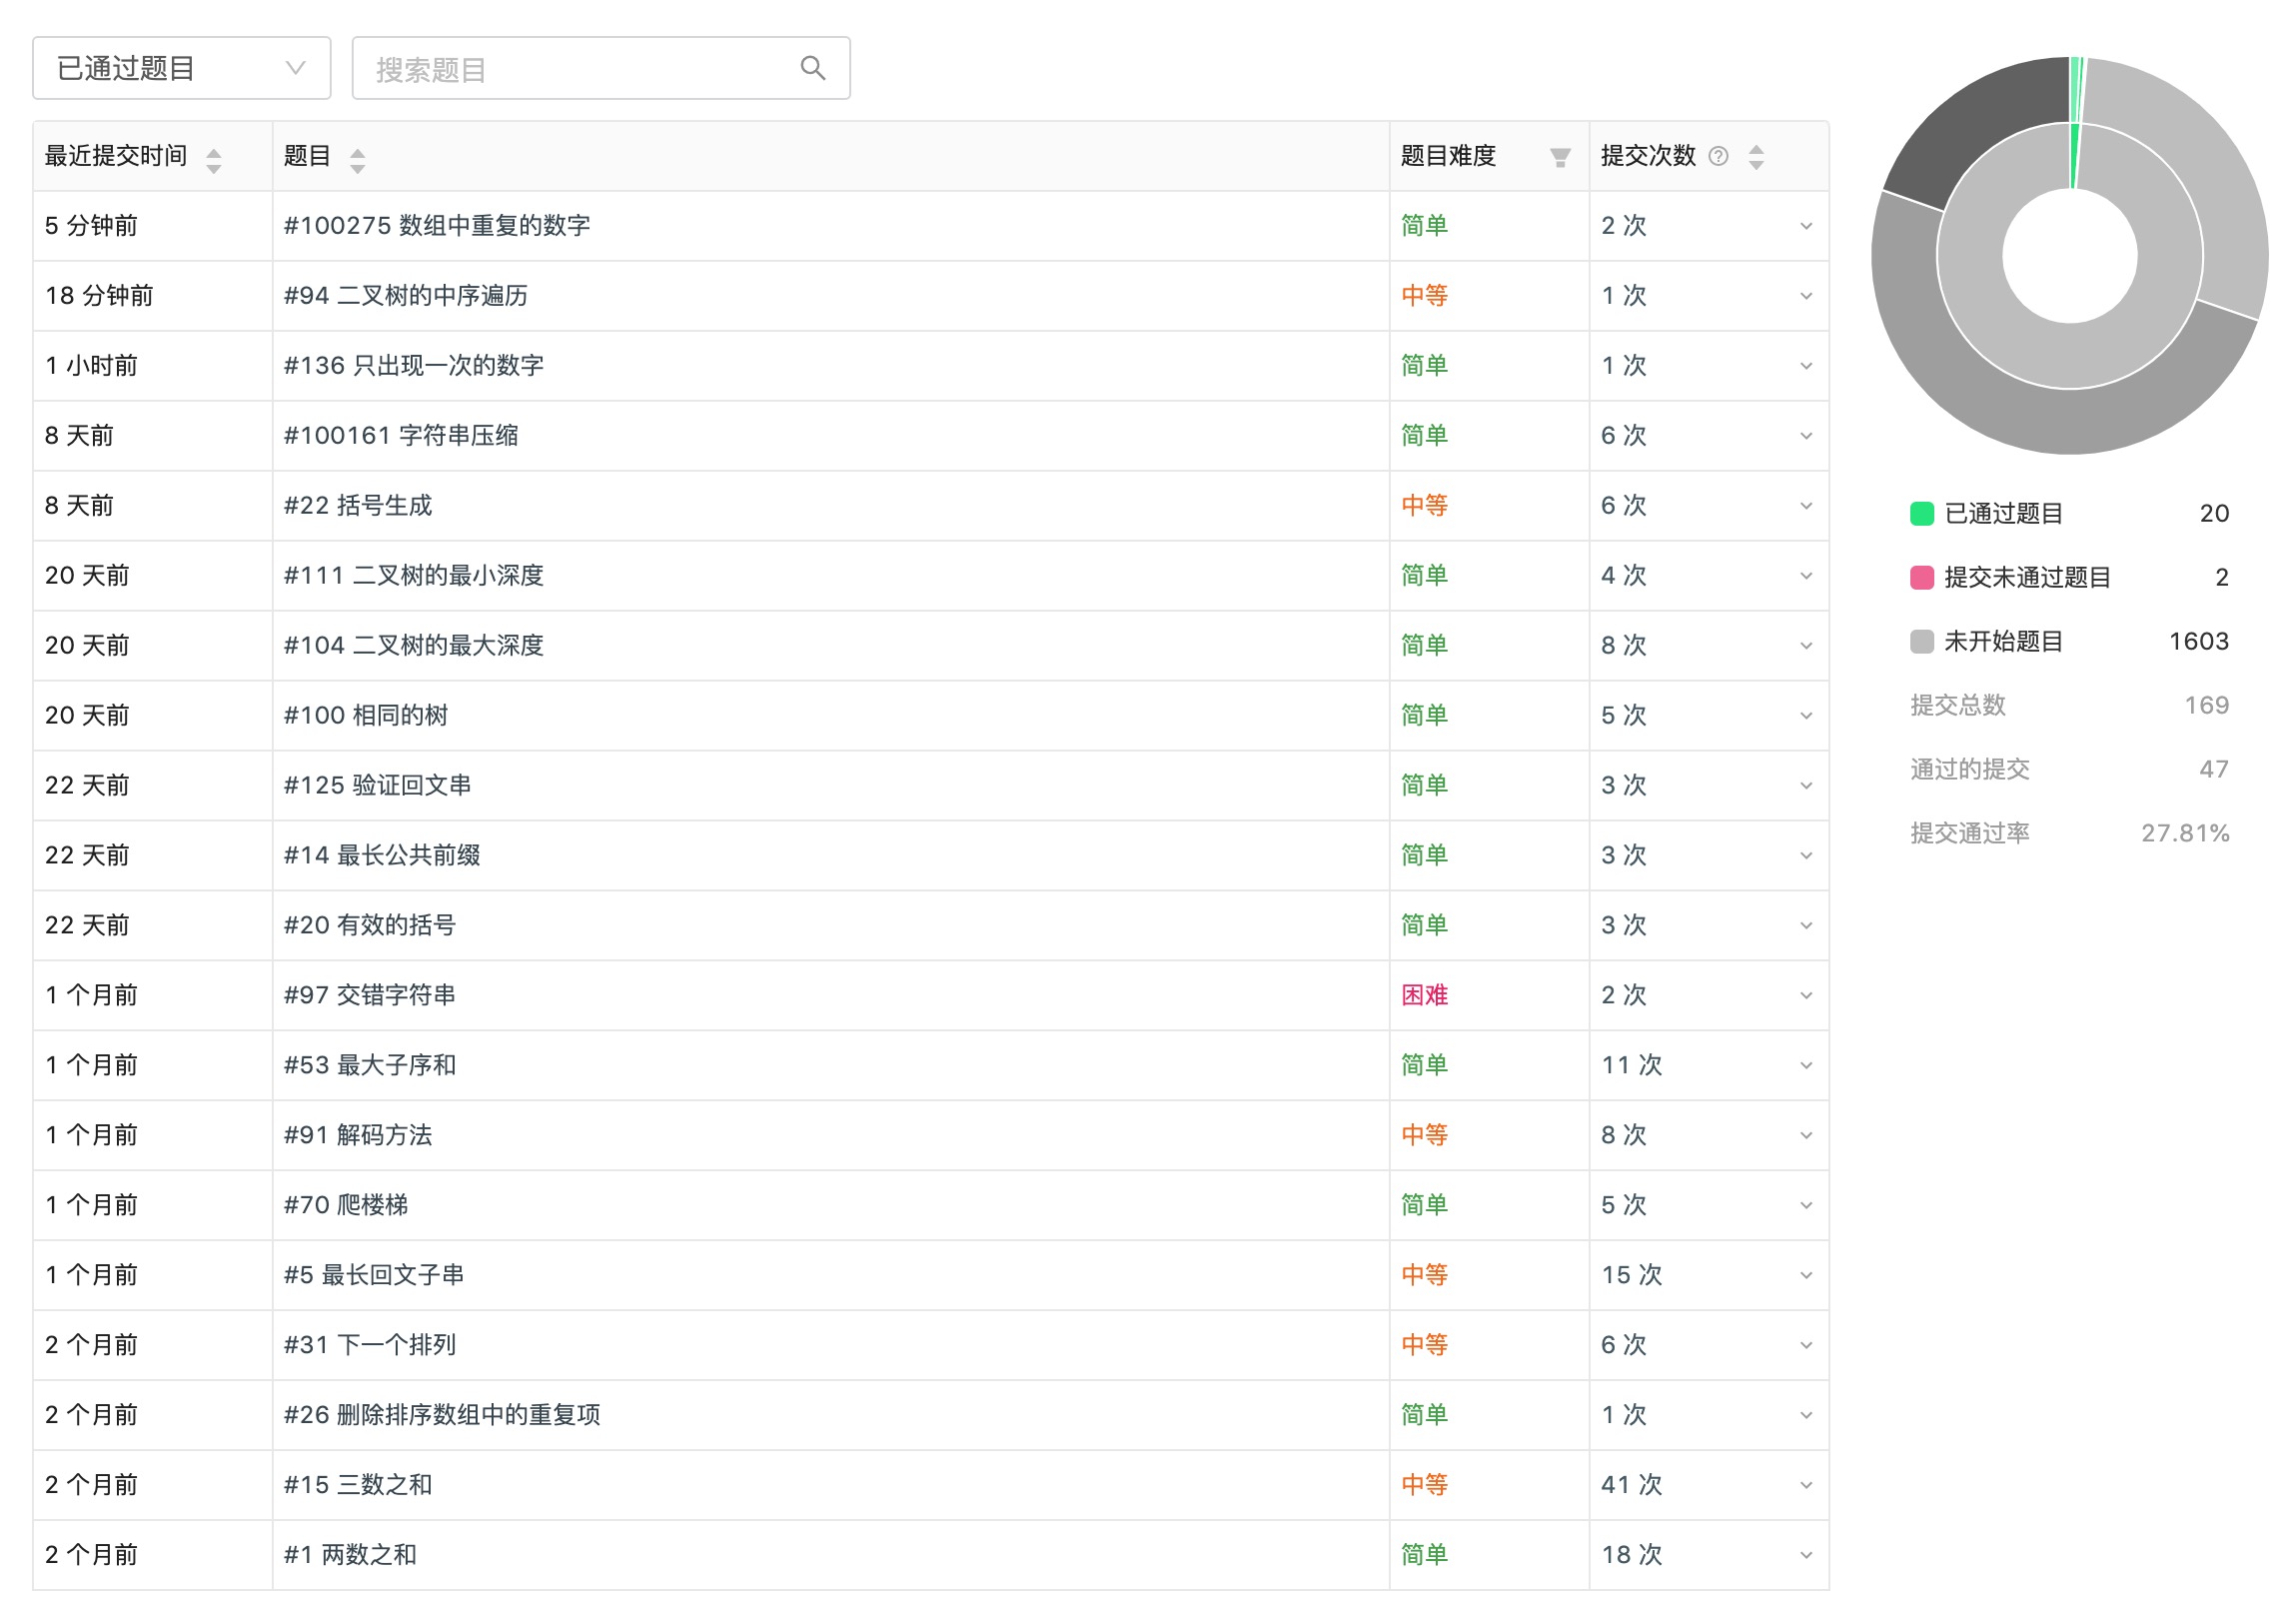 已通过题目 搜索题目
最近提交时间 题目 题目难度 提交次数
5 分钟前 #100275 数组中重复的数字 简单 2 次
18 分钟前 #94 二叉树的中序遍历 中等 1 次
1 小时前 #136 只出现一次的数字 简单 1 次
8 天前 #100161 字符串压缩 简单 6 次
8 天前 #22 括号生成 中等 6 次
20 天前 #111 二叉树的最小深度 简单 4 次
20 天前 #104 二叉树的最大深度 简单 8 次
20 天前 #100 相同的树 简单 5 次
22 天前 #125 验证回文串 简单 3 次
22 天前 #14 最长公共前缀 简单 3 次
22 天前 #20 有效的括号 简单 3 次
1 个月前 #97 交错字符串 困难 2 次
1 个月前 #53 最大子序和 简单 11 次
1 个月前 #91 解码方法 中等 8 次
1 个月前 #70 爬楼梯 简单 5 次
1 个月前 #5 最长回文子串 中等 15 次
2 个月前 #31 下一个排列 中等 6 次
2 个月前 #26 删除排序数组中的重复项 简单 1 次
2 个月前 #15 三数之和 中等 41 次
2 个月前 #1 两数之和 简单 18 次
已通过题目 20
提交未通过题目 2
未开始题目 1603
提交总数 169
通过的提交 47
提交通过率 27.81%